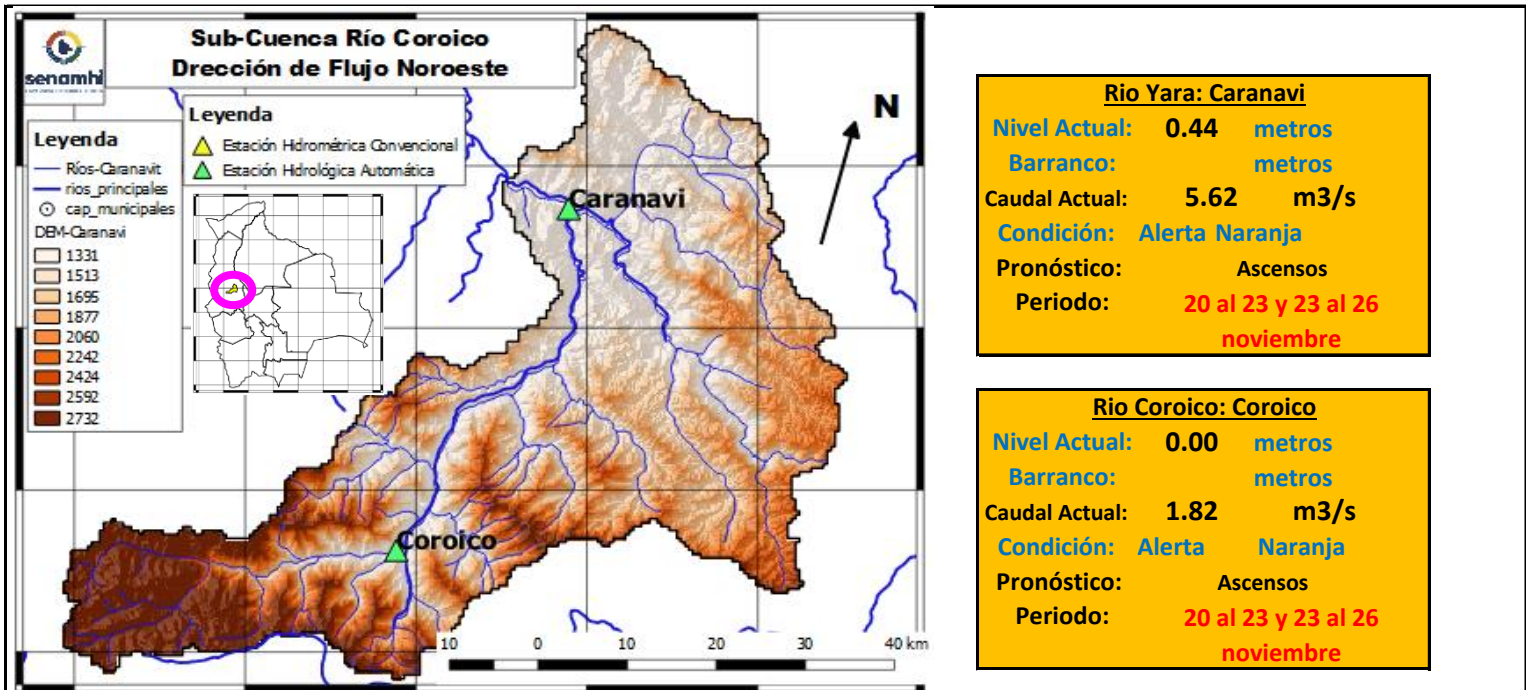 senamhi
Sub-Cuenca Río Coroico
Drección de Flujo Noroeste
Leyenda
Estación Hidrométrica Convencional
Estación Hidrológica Automática
Leyenda
Ríos-Caranavit
rios_principales
cap_municipales
DEM-Caranavi
1331
1513
1695
1877
2060
2242
2424
2592
2732
N
Caranavi
Coroico
10 0 10 20 30 40 km
Rio Yara: Caranavi
Nivel Actual: 0.44 metros
Barranco: metros
Caudal Actual: 5.62 m3/s
Condición: Alerta Naranja
Pronóstico: Ascensos
Periodo: 20 al 23 y 23 al 26
noviembre
Rio Coroico: Coroico
Nivel Actual: 0.00 metros
Barranco: metros
Caudal Actual: 1.82 m3/s
Condición: Alerta Naranja
Pronóstico: Ascensos
Periodo: 20 al 23 y 23 al 26
noviembre